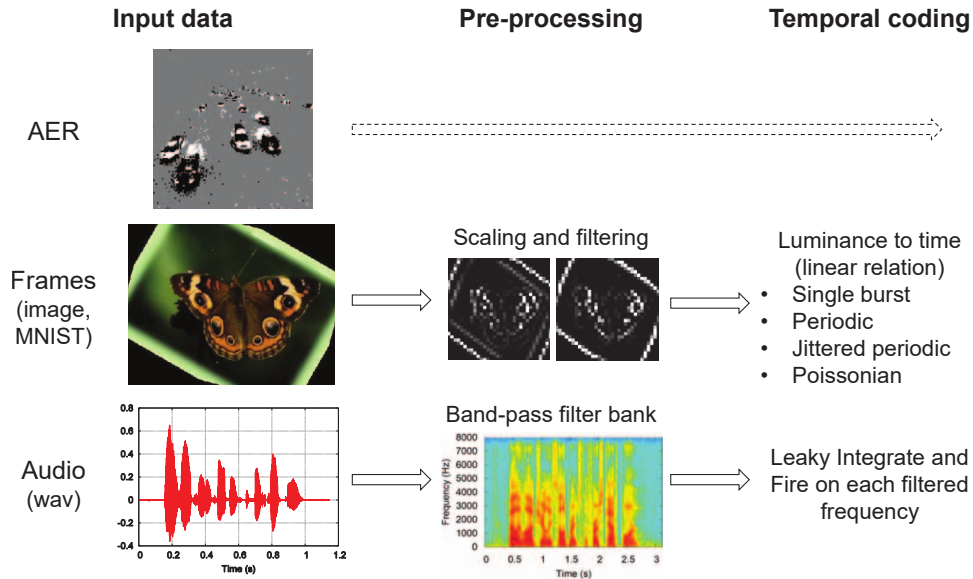 Input data
Pre-processing
Temporal coding
AER
Frames
(image,
MNIST)
Scaling and filtering
Luminance to time
(linear relation)
• Single burst
• Periodic
• Jittered periodic
• Poissonian
Audio
(wav)
0.8
0.6
0.4
0.2
0
-0.2
-0.4
0 0.2 0.4 0.6 0.8 1 1.2
Time (s)
Band-pass filter bank
Frequency (Hz)
8000
7000
6000
5000
4000
3000
2000
1000
0
0 0.5 1 1.5 2 2.5 3
Time (s)
Leaky Integrate and
Fire on each filtered
frequency